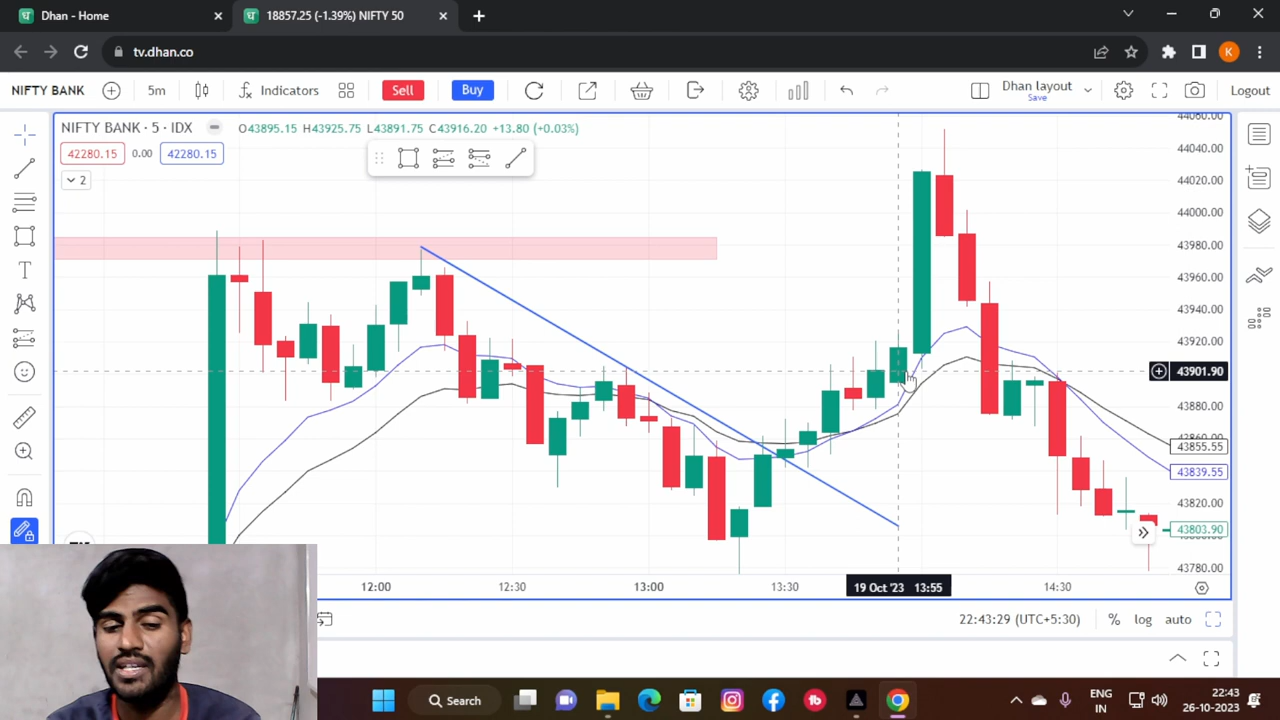 Dhan - Home
18857.25 (-1.39%) NIFTY 50
tv.dhan.co
K
NIFTY BANK
5m
Indicators
Sell
Buy
Dhan layout
Save
Logout
NIFTY BANK · 5 · IDX
O43895.15 H43925.75 L43891.75 C43916.20 +13.80 (+0.03%)
42280.15
0.00
42280.15
2
44060.00
44040.00
44020.00
44000.00
43980.00
43960.00
43940.00
43920.00
43901.90
43880.00
43860.00
43855.55
43839.55
43820.00
43803.90
43780.00
12:00
12:30
13:00
13:30
19 Oct '23 13:55
14:30
22:43:29 (UTC+5:30)
%
log
auto
Search
ENG
IN
22:43
26-10-2023